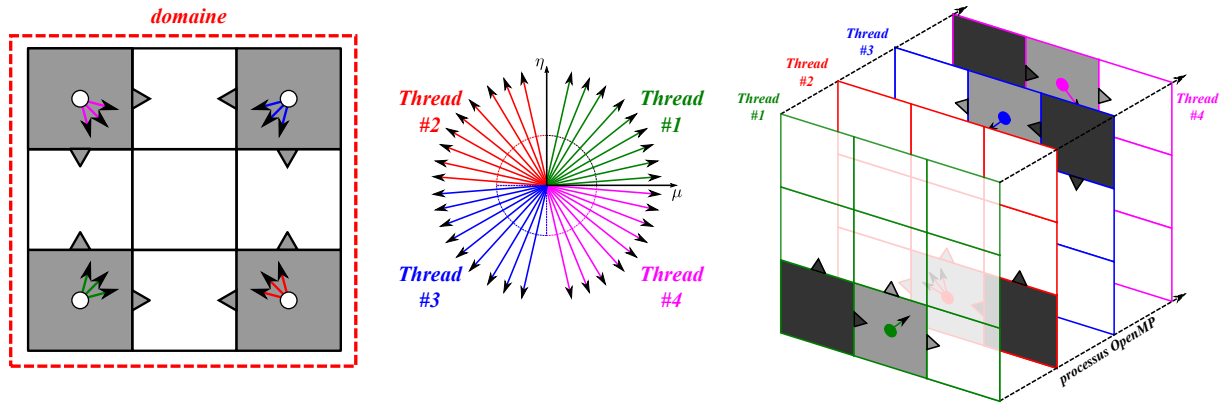 domaine
η
μ
Thread
#2
Thread
#1
Thread
#3
Thread
#4
Thread
#1
Thread
#2
Thread
#3
Thread
#4
processus OpenMP